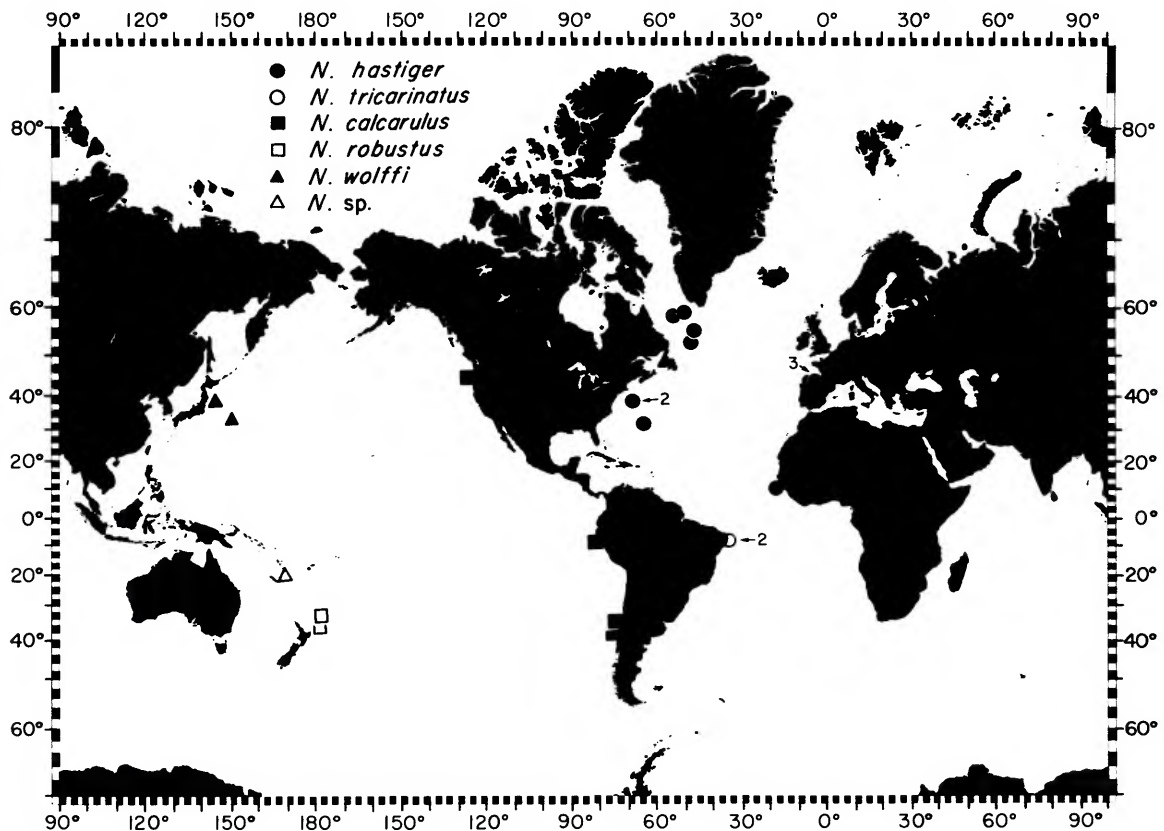 90° 120° 150° 180° 150° 120° 90° 60° 30° 0° 30° 60° 90°
N. hastiger
N. tricarinatus
N. calcarulus
N. robustus
N. wolffi
N. sp.
80° 80°
60° 60°
3
40° ←2 40°
20° 20°
0° 0°
←2
20° 20°
40° 40°
60° 60°
90° 120° 150° 180° 150° 120° 90° 60° 30° 0° 30° 60° 90°